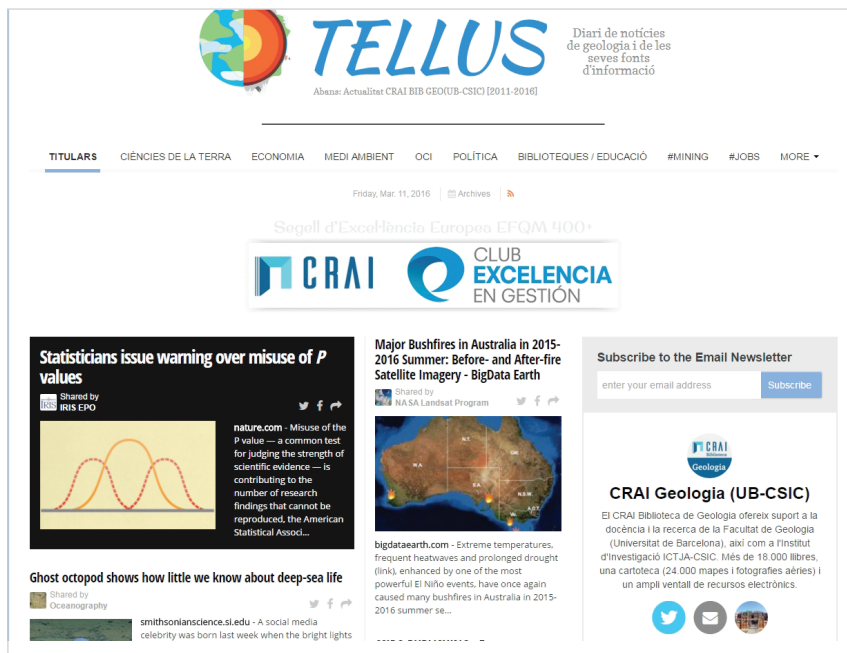 TELLUS
Diari de notícies
de geologia i de les
seves fonts
d'informació
Abans: Actualitat CRAI BIB GEO(UB-CSIC) [2011-2016]
TITULARS CIÈNCIES DE LA TERRA ECONOMIA MEDI AMBIENT OCI POLÍTICA BIBLIOTEQUES / EDUCACIÓ #MINING #JOBS MORE
Friday, Mar. 11, 2016 Archives
Segell d'Excel·lència Europea EFQM 400+
CRAI
CLUB
EXCELENCIA
EN GESTIÓN
Statisticians issue warning over misuse of P
values
Shared by
IRIS EPO
nature.com - Misuse of the
P value — a common test
for judging the strength of
scientific evidence — is
contributing to the
number of research
findings that cannot be
reproduced, the American
Statistical Associ...
Ghost octopod shows how little we know about deep-sea life
Shared by
Oceanography
smithsonianscience.si.edu - A social media
celebrity was born last week when the bright lights
Major Bushfires in Australia in 2015-
2016 Summer: Before- and After-fire
Satellite Imagery - BigData Earth
Shared by
NASA Landsat Program
W.A.
N.T.
S.A.
N.S.W.
A.C.T.
bigdataearth.com - Extreme temperatures,
frequent heatwaves and prolonged drought
(link), enhanced by one of the most
powerful El Niño events, have once again
caused many bushfires in Australia in 2015-
2016 summer se...
Subscribe to the Email Newsletter
enter your email address Subscribe
CRAI
Biblioteca
Geologia
CRAI Geologia (UB-CSIC)
El CRAI Biblioteca de Geologia ofereix suport a la
docència i la recerca de la Facultat de Geologia
(Universitat de Barcelona), així com a l'Institut
d'Investigació ICTJA-CSIC. Més de 18.000 llibres,
una cartoteca (24.000 mapes i fotografies aèries) i
un ampli ventall de recursos electrònics.